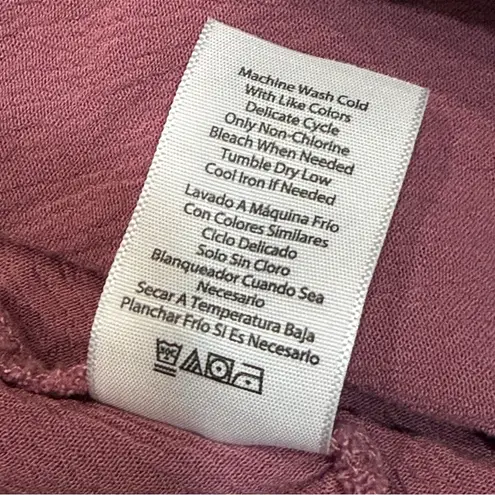 Machine Wash Cold
With Like Colors
Delicate Cycle
Only Non-Chlorine
Bleach When Needed
Tumble Dry Low
Cool Iron If Needed
Lavado A Máquina Frío
Con Colores Similares
Ciclo Delicado
Solo Sin Cloro
Blanqueador Cuando Sea
Necesario
Secar A Temperatura Baja
Planchar Frío SI Es Necesario